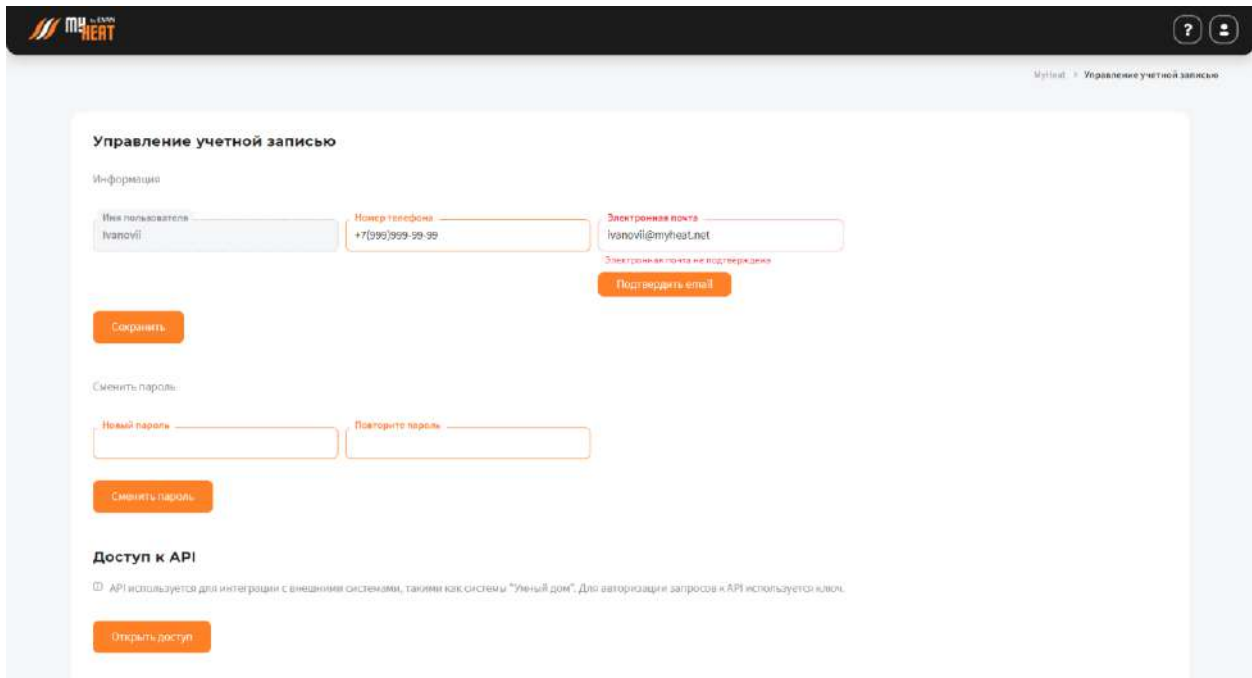 MY by EVAN
HEAT
?
MyHeat > Управление учетной записью
Управление учетной записью
Информация
Имя пользователя
Номер телефона
Электронная почта
Ivanovii
+7(999)999-99-99
ivanovii@myheat.net
Электронная почта не подтверждена
Подтвердить email
Сохранить
Сменить пароль
Новый пароль
Повторите пароль
Сменить пароль
Доступ к API
API используется для интеграции с внешними системами, такими как системы "Умный дом". Для авторизации запросов к API используется ключ.
Открыть доступ